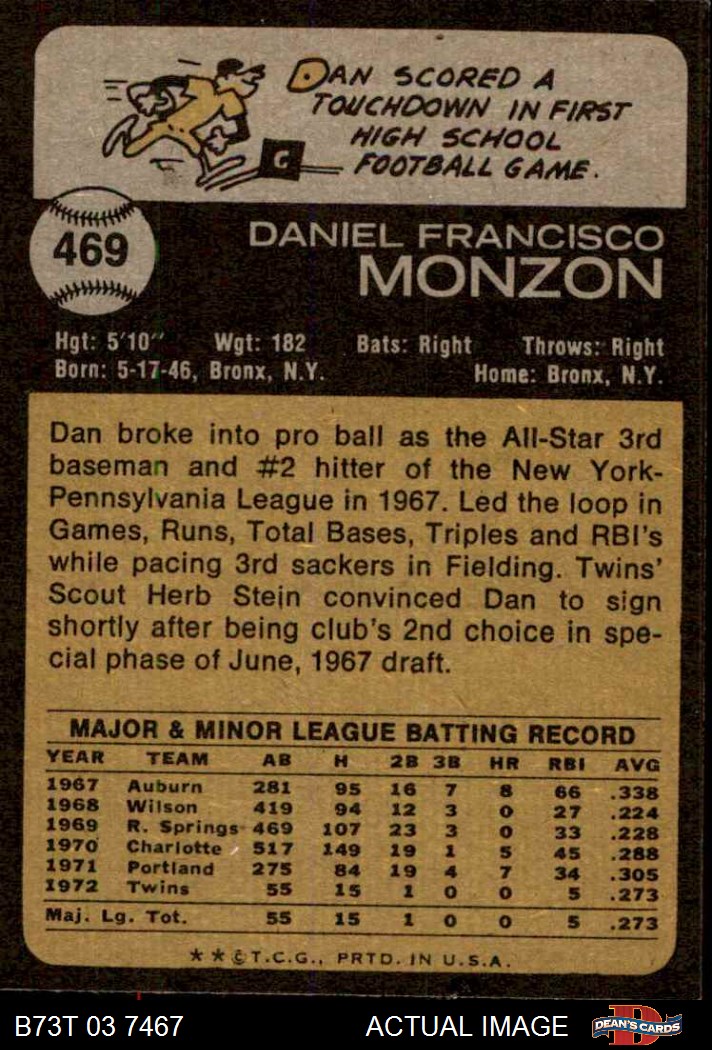 DAN SCORED A
TOUCHDOWN IN FIRST
HIGH SCHOOL
FOOTBALL GAME.
G
469
DANIEL FRANCISCO
MONZON
Hgt: 5'10" Wgt: 182 Bats: Right Throws: Right
Born: 5-17-46, Bronx, N.Y. Home: Bronx, N.Y.
Dan broke into pro ball as the All-Star 3rd
baseman and #2 hitter of the New York-
Pennsylvania League in 1967. Led the loop in
Games, Runs, Total Bases, Triples and RBI's
while pacing 3rd sackers in Fielding. Twins'
Scout Herb Stein convinced Dan to sign
shortly after being club's 2nd choice in spe-
cial phase of June, 1967 draft.
MAJOR & MINOR LEAGUE BATTING RECORD
YEAR TEAM AB H 2B 3B HR RBI AVG
1967 Auburn 281 95 16 7 8 66 .338
1968 Wilson 419 94 12 3 0 27 .224
1969 R. Springs 469 107 23 3 0 33 .228
1970 Charlotte 517 149 19 1 5 45 .288
1971 Portland 275 84 19 4 7 34 .305
1972 Twins 55 15 1 0 0 5 .273
Maj. Lg. Tot. 55 15 1 0 0 5 .273
**©T.C.G., PRTD. IN U.S.A.
B73T 03 7467 ACTUAL IMAGE DEAN'S CARDS